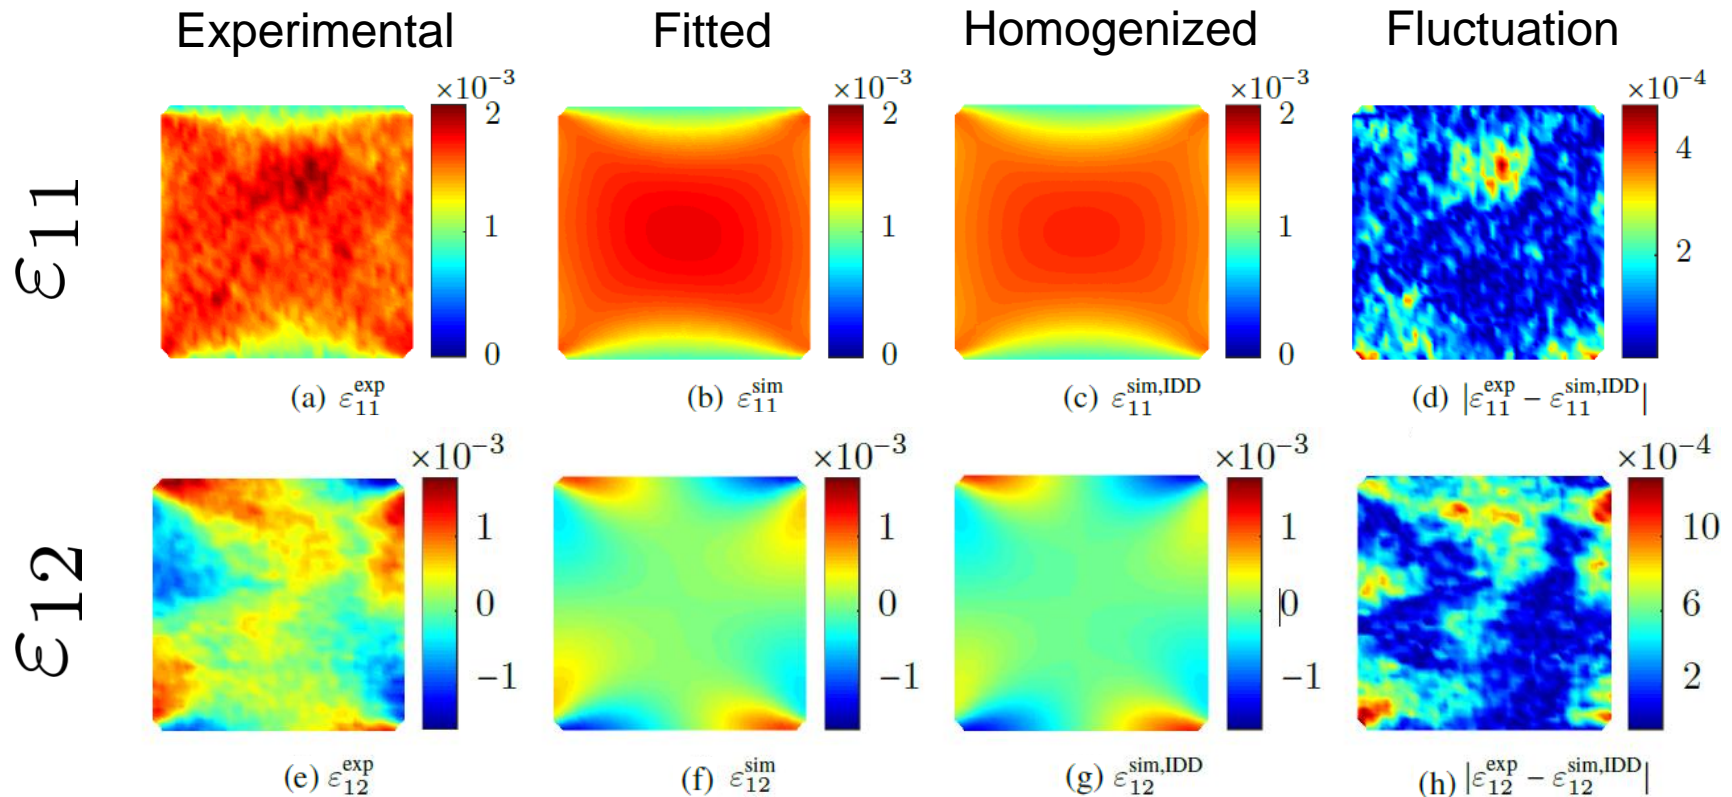 Experimental Fitted Homogenized Fluctuation
×10⁻³ ×10⁻³ ×10⁻³ ×10⁻⁴
ε11
2 2 2 4
1 1 1 2
0 0 0
(a) ε₁₁^exp (b) ε₁₁^sim (c) ε₁₁^sim,IDD (d) |ε₁₁^exp − ε₁₁^sim,IDD|
×10⁻³ ×10⁻³ ×10⁻³ ×10⁻⁴
ε12
1 1 1 10
0 0 0 6
−1 −1 −1 2
(e) ε₁₂^exp (f) ε₁₂^sim (g) ε₁₂^sim,IDD (h) |ε₁₂^exp − ε₁₂^sim,IDD|